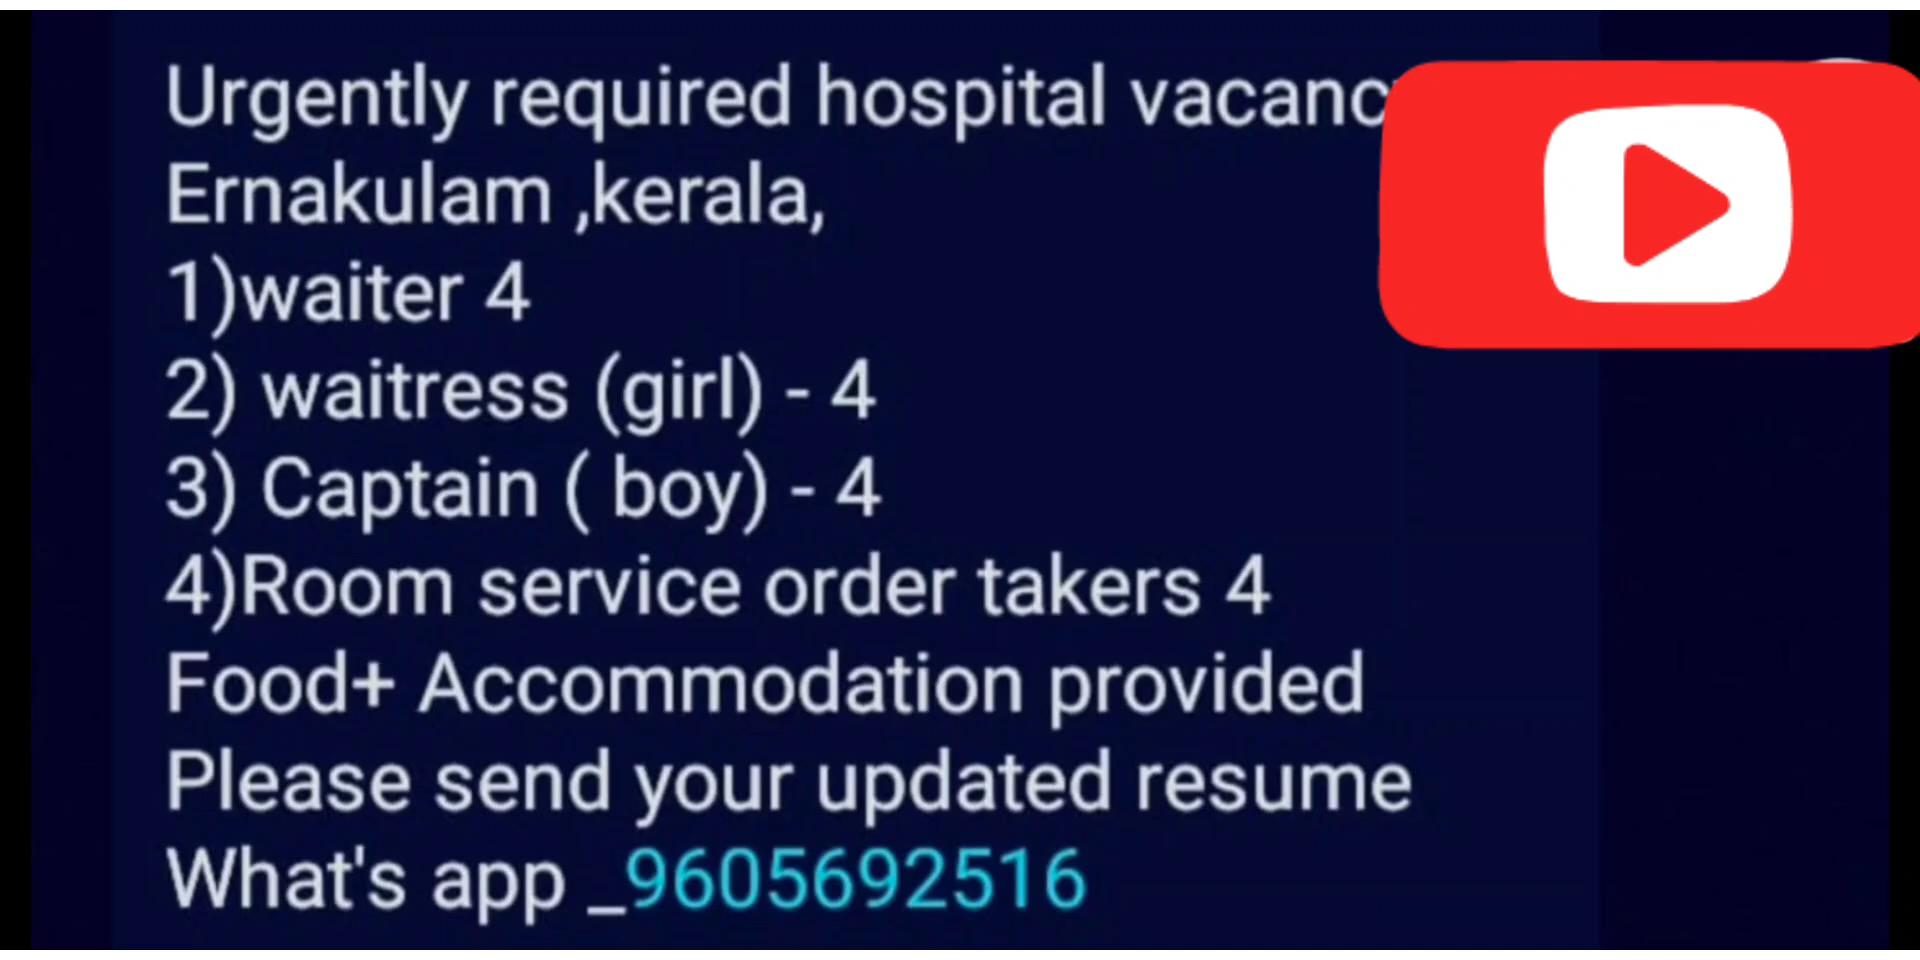 Urgently required hospital
Ernakulam ,kerala,
1)waiter 4
2) waitress (girl) - 4
3) Captain ( boy) - 4
4)Room service order takers 4
Food+ Accommodation provided
Please send your updated resume
What's app _9605692516